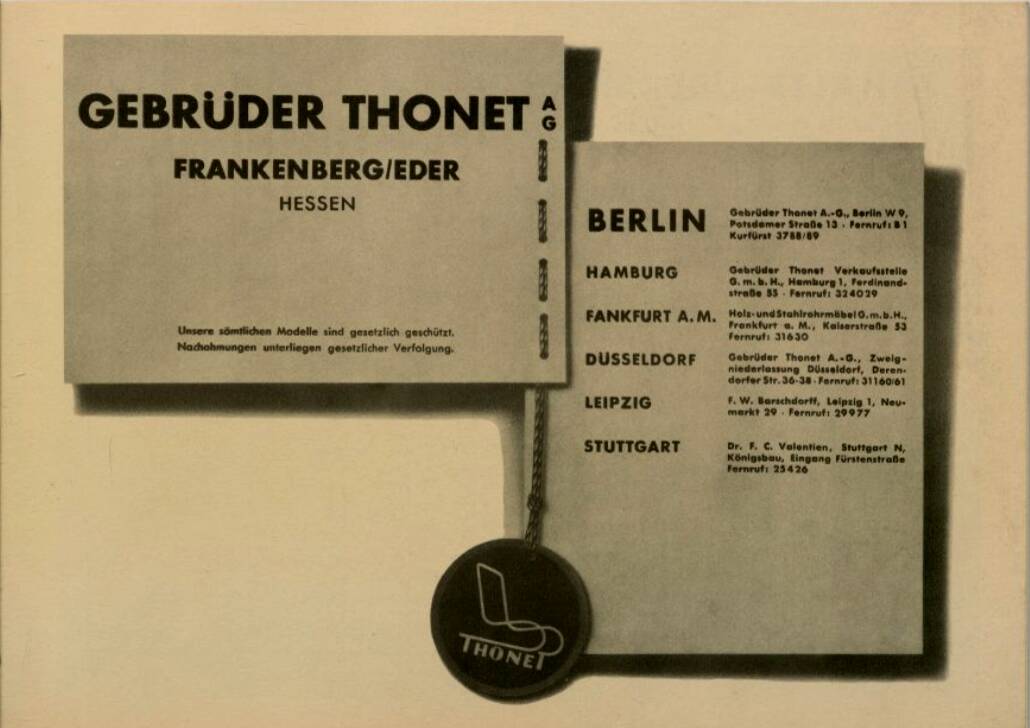 GEBRÜDER THONET AG
FRANKENBERG/EDER
HESSEN
Unsere sämtlichen Modelle sind gesetzlich geschützt.
Nachahmungen unterliegen gesetzlicher Verfolgung.
BERLIN
Gebrüder Thonet A.-G., Berlin W 9,
Potsdamer Straße 13 · Fernruf: B 1
Kurfürst 3788/89
HAMBURG
Gebrüder Thonet Verkaufsstelle
G. m. b. H., Hamburg 1, Ferdinand-
straße 55 · Fernruf: 324029
FANKFURT A. M.
Holz- und Stahlrohrmöbel G.m.b.H.,
Frankfurt a. M., Kaiserstraße 53
Fernruf: 31630
DÜSSELDORF
Gebrüder Thonet A.-G., Zweig-
niederlassung Düsseldorf, Deren-
dorfer Str. 36-38 · Fernruf: 31160/61
LEIPZIG
F. W. Barschdorff, Leipzig 1, Neu-
markt 29 · Fernruf: 29977
STUTTGART
Dr. F. C. Valentien, Stuttgart N,
Königsbau, Eingang Fürstenstraße
Fernruf: 25426
THONET